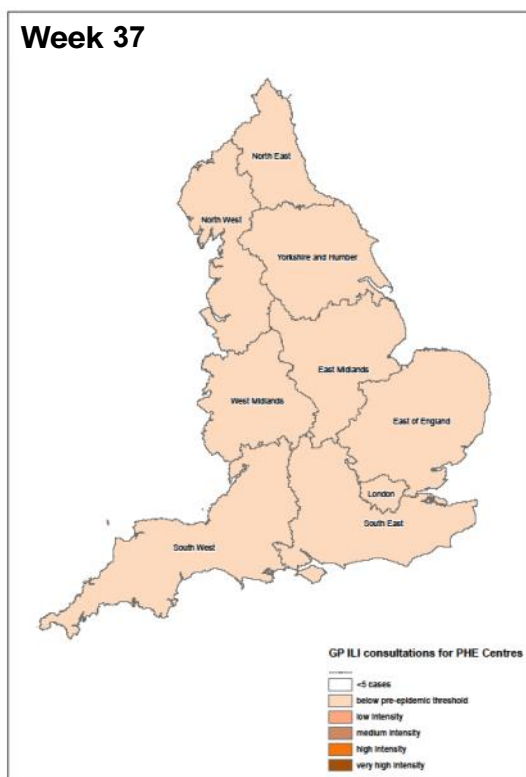 Week 37
North East
North West
Yorkshire and Humber
East Midlands
West Midlands
East of England
London
South East
South West
GP ILI consultations for PHE Centres
<5 cases
below pre-epidemic threshold
low intensity
medium intensity
high intensity
very high intensity